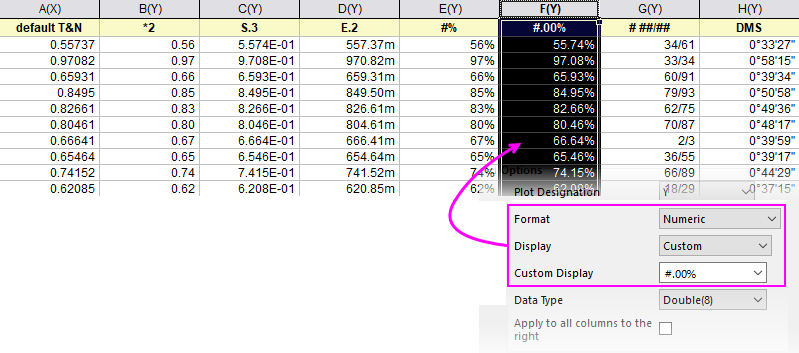 A(X) B(Y) C(Y) D(Y) E(Y) F(Y) G(Y) H(Y)
default T&N *2 S.3 E.2 #% #.00% # ##/## DMS
0.55737 0.56 5.574E-01 557.37m 56% 55.74% 34/61 0°33'27"
0.97082 0.97 9.708E-01 970.82m 97% 97.08% 33/34 0°58'15"
0.65931 0.66 6.593E-01 659.31m 66% 65.93% 60/91 0°39'34"
0.8495 0.85 8.495E-01 849.50m 85% 84.95% 79/93 0°50'58"
0.82661 0.83 8.266E-01 826.61m 83% 82.66% 62/75 0°49'36"
0.80461 0.80 8.046E-01 804.61m 80% 80.46% 70/87 0°48'17"
0.66641 0.67 6.664E-01 666.41m 67% 66.64% 2/3 0°39'59"
0.65464 0.65 6.546E-01 654.64m 65% 65.46% 36/55 0°39'17"
0.74152 0.74 7.415E-01 741.52m 74% 74.15% 66/89 0°44'29"
0.62085 0.62 6.208E-01 620.85m 62% 62.08% 18/29 0°37'15"
Options
Plot Designation Y
Format Numeric
Display Custom
Custom Display #.00%
Data Type Double(8)
Apply to all columns to the
right